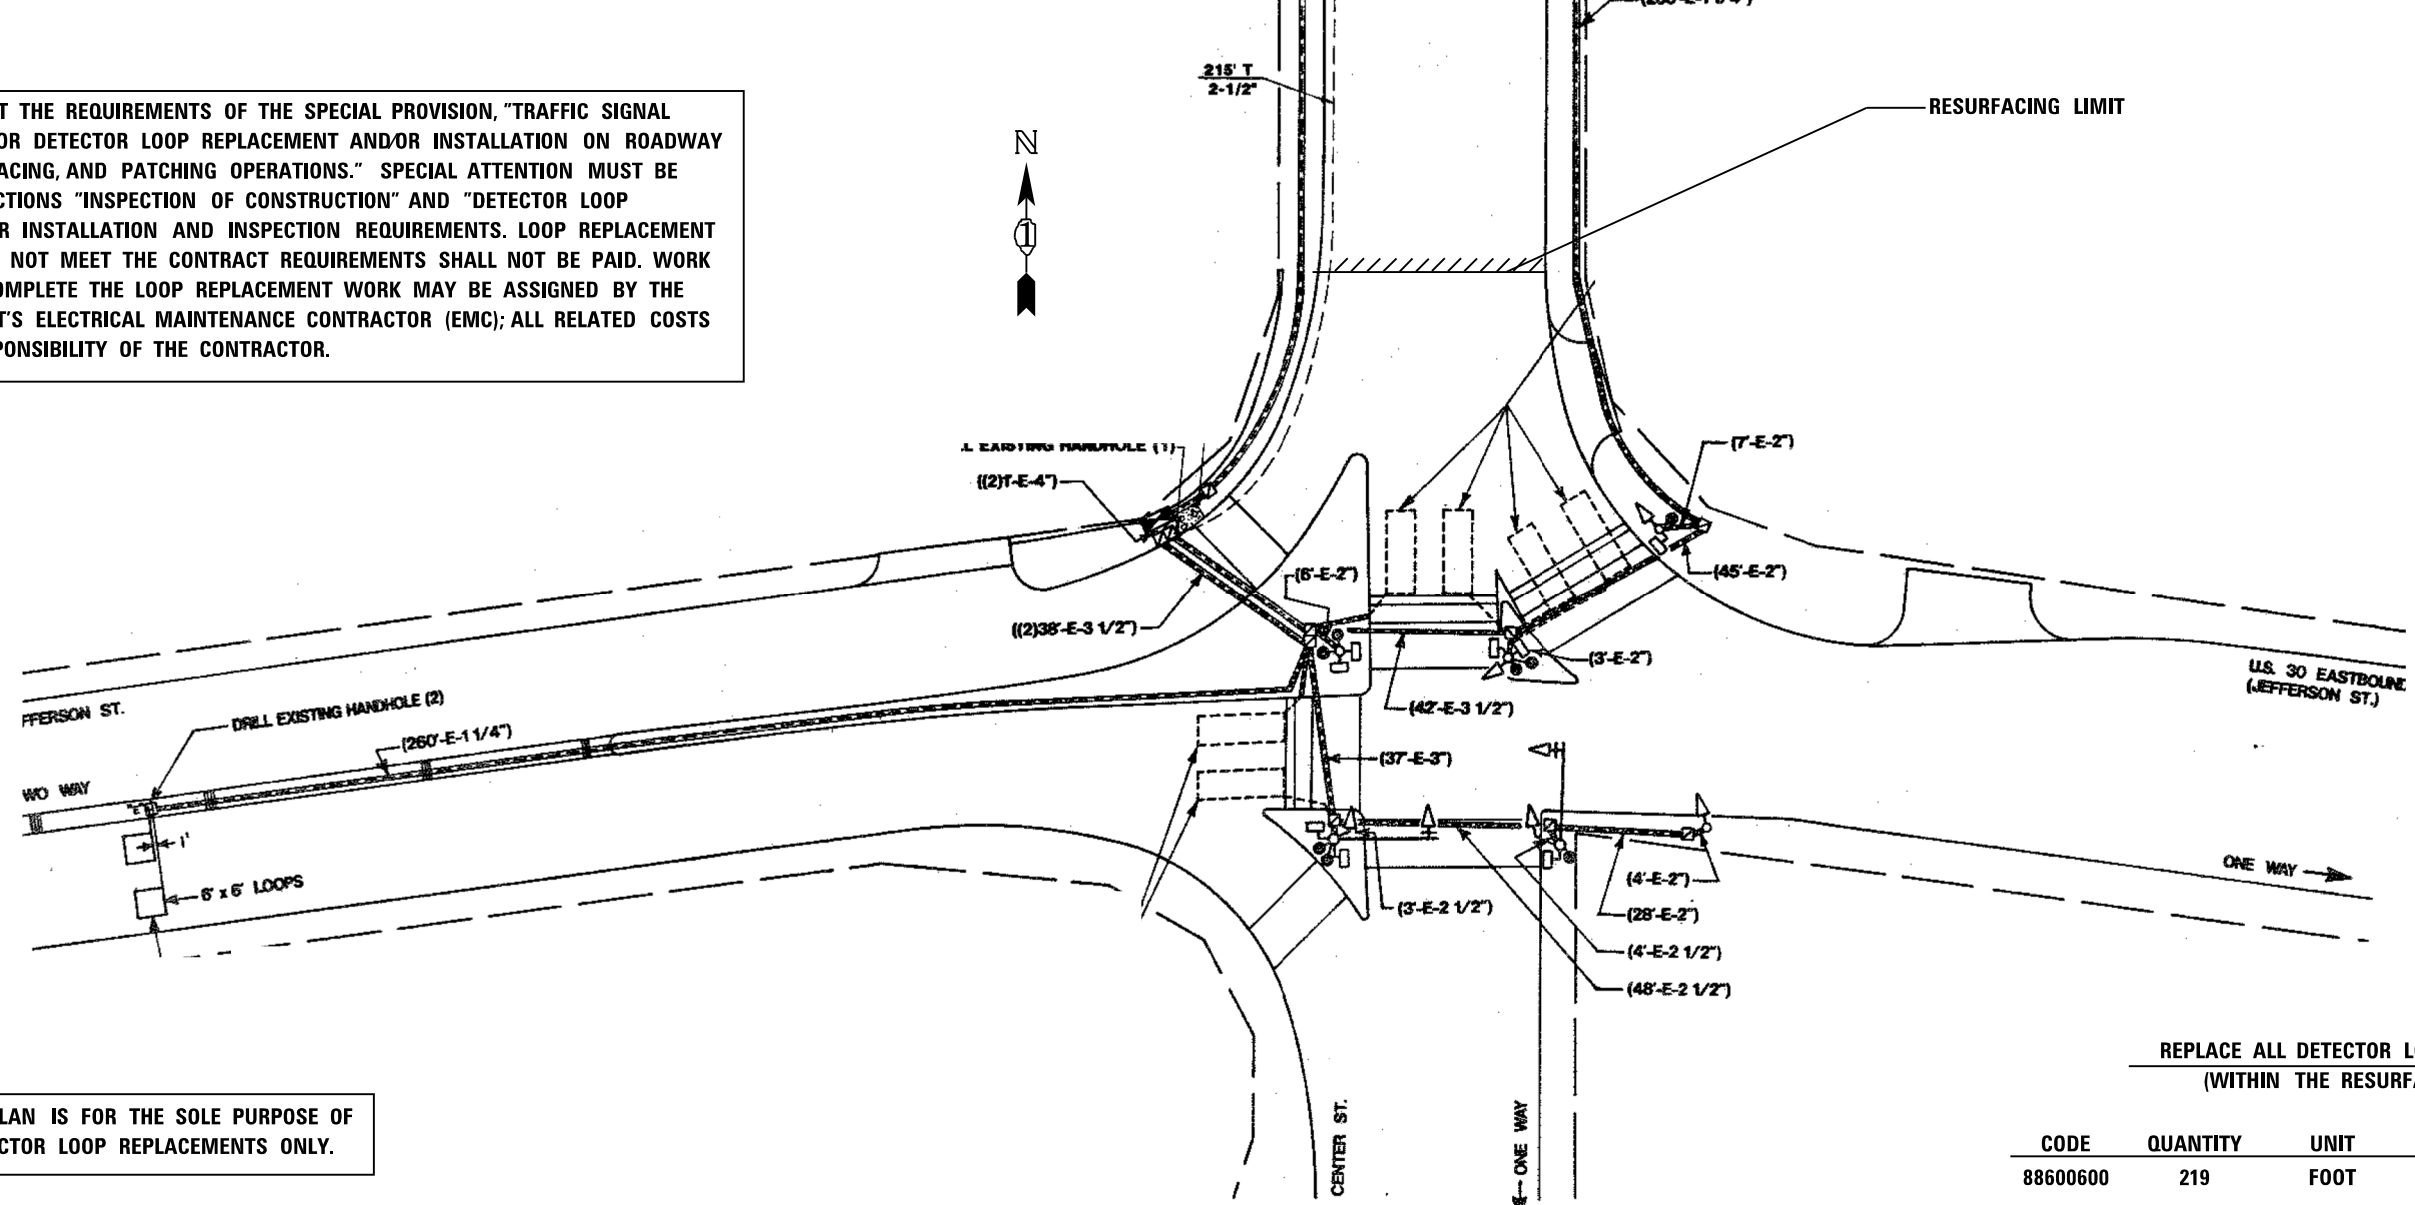 215' T
2-1/2"
RESURFACING LIMIT
T THE REQUIREMENTS OF THE SPECIAL PROVISION, "TRAFFIC SIGNAL
OR DETECTOR LOOP REPLACEMENT AND/OR INSTALLATION ON ROADWAY
ACING, AND PATCHING OPERATIONS." SPECIAL ATTENTION MUST BE
CTIONS "INSPECTION OF CONSTRUCTION" AND "DETECTOR LOOP
R INSTALLATION AND INSPECTION REQUIREMENTS. LOOP REPLACEMENT
NOT MEET THE CONTRACT REQUIREMENTS SHALL NOT BE PAID. WORK
OMPLETE THE LOOP REPLACEMENT WORK MAY BE ASSIGNED BY THE
T'S ELECTRICAL MAINTENANCE CONTRACTOR (EMC); ALL RELATED COSTS
PONSIBILITY OF THE CONTRACTOR.
N
1
L EXISTING HANDHOLE (1)
((2)1'-E-4")
(7'-E-2")
(6'-E-2")
(45'-E-2")
((2)38'-E-3 1/2")
(3'-E-2")
U.S. 30 EASTBOUND
(JEFFERSON ST.)
FFERSON ST.
DRILL EXISTING HANDHOLE (2)
(260'-E-1 1/4")
(42'-E-3 1/2")
(37'-E-3")
WO WAY
"E"
1'
6' x 6' LOOPS
ONE WAY
(4'-E-2")
(3'-E-2 1/2")
(28'-E-2")
(4'-E-2 1/2")
(48'-E-2 1/2")
CENTER ST.
ONE WAY
LAN IS FOR THE SOLE PURPOSE OF
CTOR LOOP REPLACEMENTS ONLY.
REPLACE ALL DETECTOR L
(WITHIN THE RESURFA
CODE QUANTITY UNIT
88600600 219 FOOT